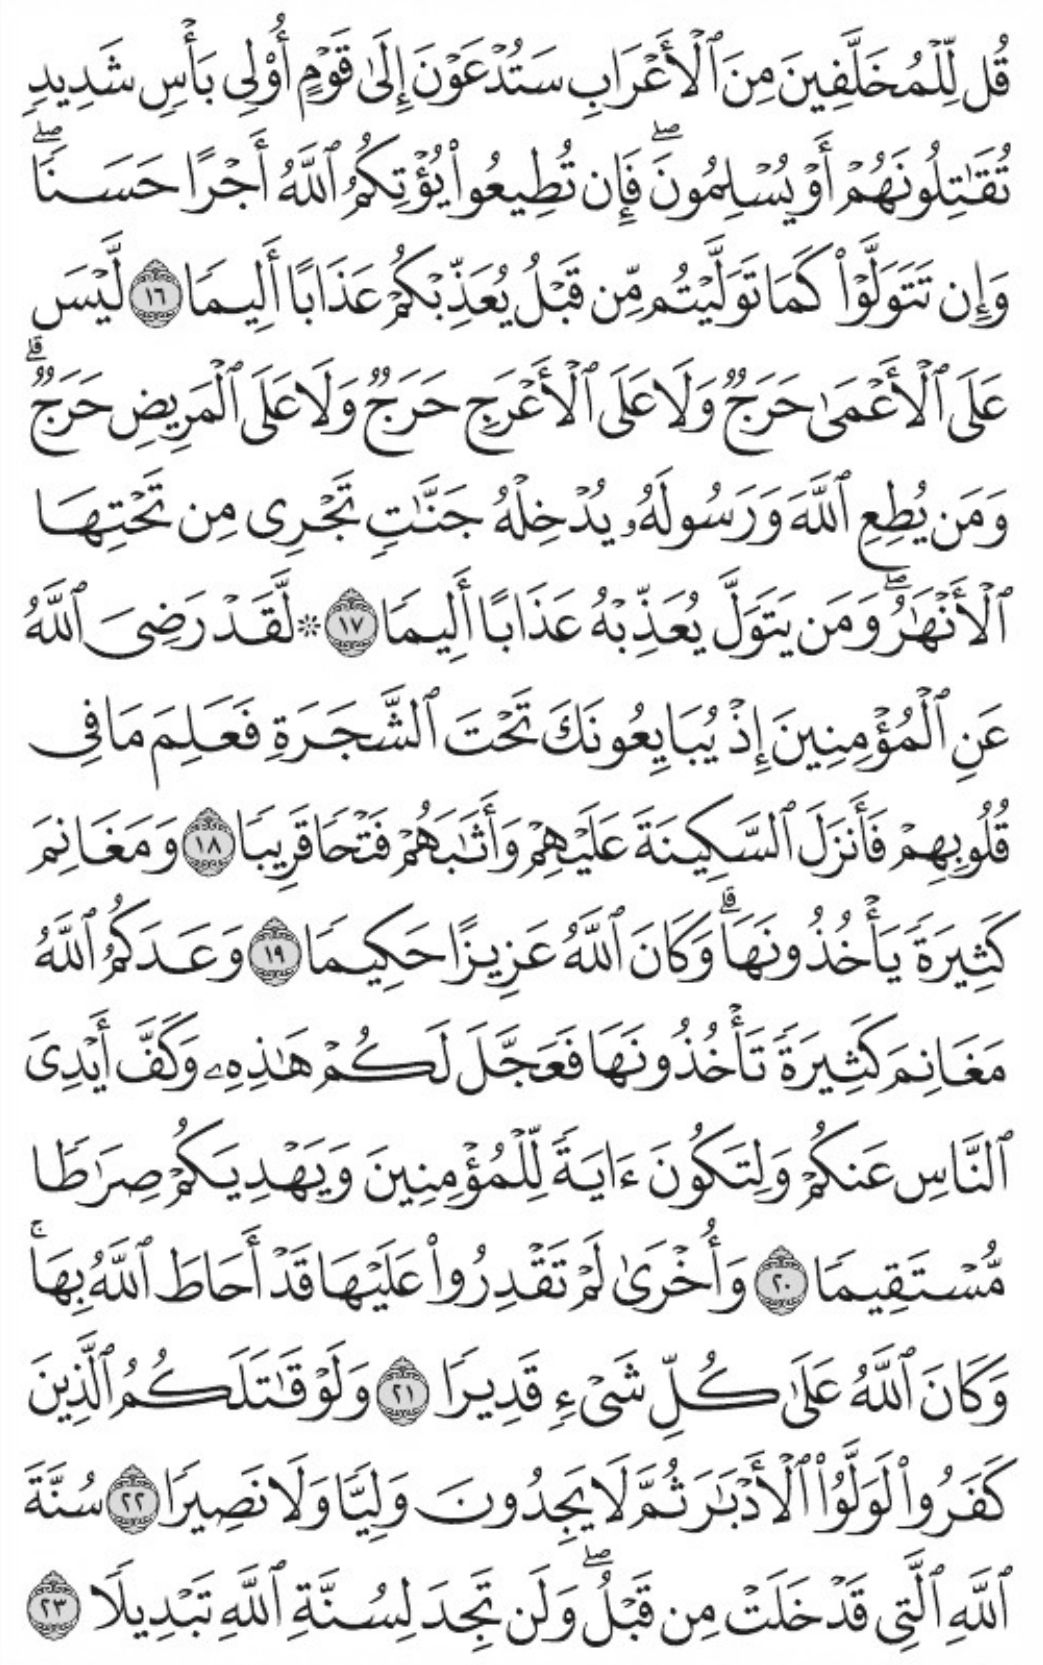 قُل لِّلْمُخَلَّفِينَ مِنَ ٱلْأَعْرَابِ سَتُدْعَوْنَ إِلَىٰ قَوْمٍ أُو۟لِى بَأْسٍ شَدِيدٍ
تُقَـٰتِلُونَهُمْ أَوْ يُسْلِمُونَ ۖ فَإِن تُطِيعُوا۟ يُؤْتِكُمُ ٱللَّهُ أَجْرًا حَسَنًا ۖ
وَإِن تَتَوَلَّوْا۟ كَمَا تَوَلَّيْتُم مِّن قَبْلُ يُعَذِّبْكُمْ عَذَابًا أَلِيمًا ١٦ لَّيْسَ
عَلَى ٱلْأَعْمَىٰ حَرَجٌ وَلَا عَلَى ٱلْأَعْرَجِ حَرَجٌ وَلَا عَلَى ٱلْمَرِيضِ حَرَجٌ ۗ
وَمَن يُطِعِ ٱللَّهَ وَرَسُولَهُۥ يُدْخِلْهُ جَنَّـٰتٍ تَجْرِى مِن تَحْتِهَا
ٱلْأَنْهَـٰرُ ۖ وَمَن يَتَوَلَّ يُعَذِّبْهُ عَذَابًا أَلِيمًا ١٧ * لَّقَدْ رَضِىَ ٱللَّهُ
عَنِ ٱلْمُؤْمِنِينَ إِذْ يُبَايِعُونَكَ تَحْتَ ٱلشَّجَرَةِ فَعَلِمَ مَا فِى
قُلُوبِهِمْ فَأَنزَلَ ٱلسَّكِينَةَ عَلَيْهِمْ وَأَثَـٰبَهُمْ فَتْحًا قَرِيبًا ١٨ وَمَغَانِمَ
كَثِيرَةً يَأْخُذُونَهَا ۗ وَكَانَ ٱللَّهُ عَزِيزًا حَكِيمًا ١٩ وَعَدَكُمُ ٱللَّهُ
مَغَانِمَ كَثِيرَةً تَأْخُذُونَهَا فَعَجَّلَ لَكُمْ هَـٰذِهِۦ وَكَفَّ أَيْدِىَ
ٱلنَّاسِ عَنكُمْ وَلِتَكُونَ ءَايَةً لِّلْمُؤْمِنِينَ وَيَهْدِيَكُمْ صِرَٰطًا
مُّسْتَقِيمًا ٢٠ وَأُخْرَىٰ لَمْ تَقْدِرُوا۟ عَلَيْهَا قَدْ أَحَاطَ ٱللَّهُ بِهَا ۚ
وَكَانَ ٱللَّهُ عَلَىٰ كُلِّ شَىْءٍ قَدِيرًا ٢١ وَلَوْ قَـٰتَلَكُمُ ٱلَّذِينَ
كَفَرُوا۟ لَوَلَّوُا۟ ٱلْأَدْبَـٰرَ ثُمَّ لَا يَجِدُونَ وَلِيًّا وَلَا نَصِيرًا ٢٢ سُنَّةَ
ٱللَّهِ ٱلَّتِى قَدْ خَلَتْ مِن قَبْلُ ۖ وَلَن تَجِدَ لِسُنَّةِ ٱللَّهِ تَبْدِيلًا ٢٣